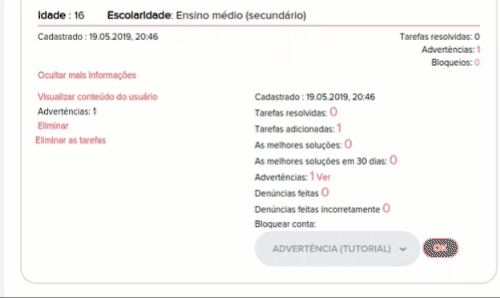 Idade : 16 Escolaridade: Ensino médio (secundário)
Cadastrado : 19.05.2019, 20:46
Tarefas resolvidas: 0
Advertências: 1
Bloqueios: 0
Ocultar mais informações
Visualizar conteúdo do usuário
Advertências: 1
Eliminar
Eliminar as tarefas
Cadastrado : 19.05.2019, 20:46
Tarefas resolvidas: 0
Tarefas adicionadas: 1
As melhores soluções: 0
As melhores soluções em 30 dias: 0
Advertências: 1 Ver
Denúncias feitas 0
Denúncias feitas incorretamente 0
Bloquear conta:
ADVERTÊNCIA (TUTORIAL) OK